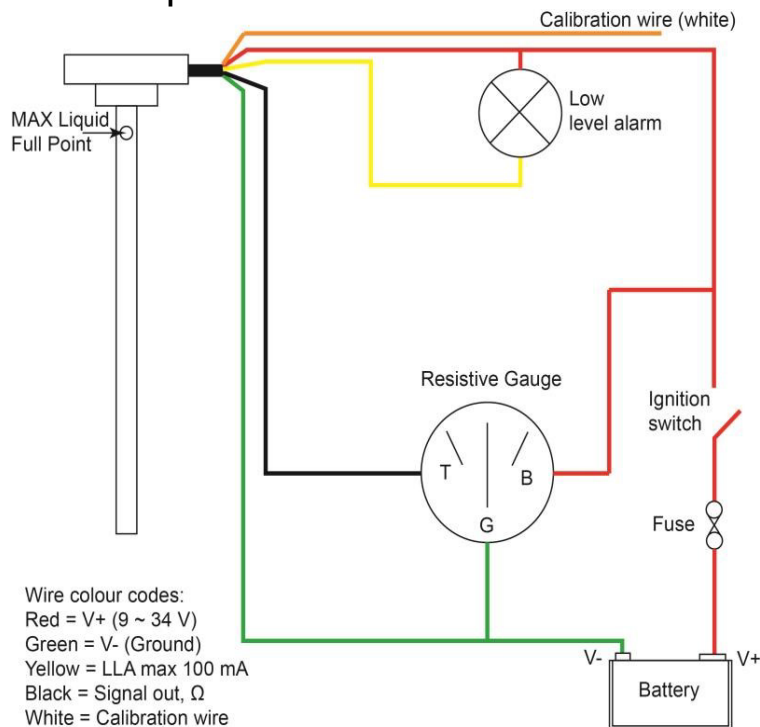 Calibration wire (white)
MAX Liquid
Full Point
Low
level alarm
Resistive Gauge
T
B
G
Ignition
switch
Fuse
Wire colour codes:
Red = V+ (9 ~ 34 V)
Green = V- (Ground)
Yellow = LLA max 100 mA
Black = Signal out, Ω
White = Calibration wire
V-
V+
Battery